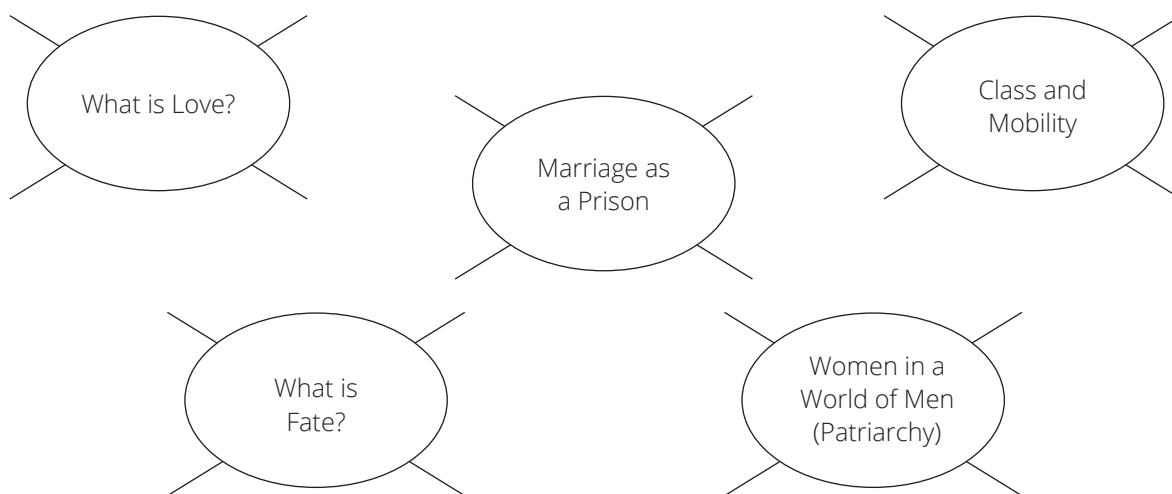 What is Love?
Class and
Mobility
Marriage as
a Prison
What is
Fate?
Women in a
World of Men
(Patriarchy)